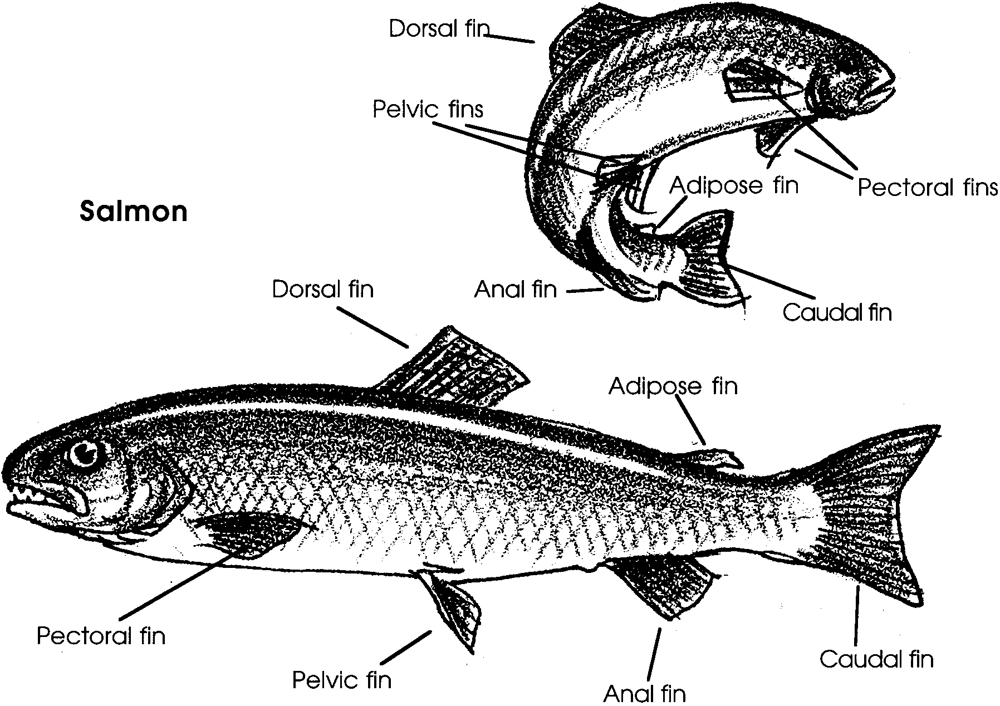 Dorsal fin
Pelvic fins
Adipose fin
Pectoral fins
Salmon
Dorsal fin
Anal fin
Caudal fin
Adipose fin
Pectoral fin
Pelvic fin
Caudal fin
Anal fin